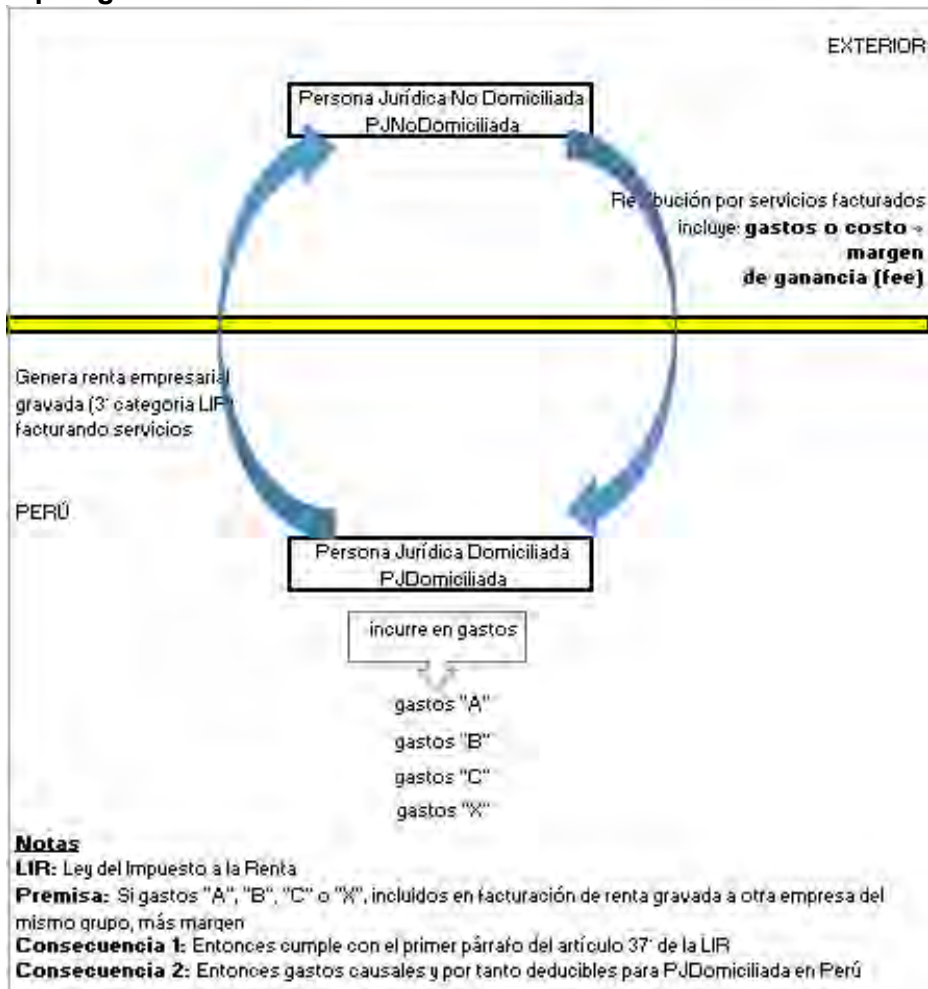 EXTERIOR
Persona Jurídica No Domiciliada
PJNoDomiciliada
Retribución por servicios facturados
incluye: gastos o costo +
margen
de ganancia (fee)
Genera renta empresarial
gravada (3° categoria LIR)
facturando servicios
PERÚ
Persona Jurídica Domiciliada
PJDomiciliada
incurre en gastos
gastos "A"
gastos "B"
gastos "C"
gastos "X"
Notas
LIR: Ley del Impuesto a la Renta
Premisa: Si gastos "A", "B", "C" o "X", incluidos en facturación de renta gravada a otra empresa del
mismo grupo, más margen
Consecuencia 1: Entonces cumple con el primer párrafo del artículo 37° de la LIR
Consecuencia 2: Entonces gastos causales y por tanto deducibles para PJDomiciliada en Perú